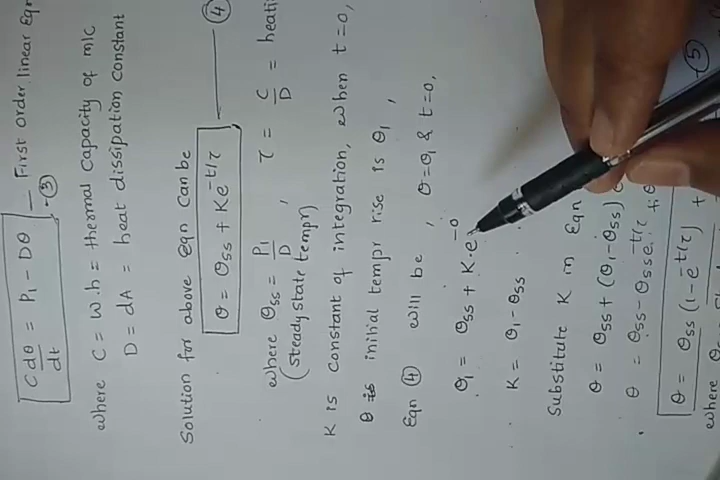 C dθ/dt = P1 - Dθ — First order linear Eqn
③
where C = W.h = thermal capacity of m/c
D = dA = heat dissipation constant
Solution for above Eqn can be
θ = θss + Ke^-t/τ — ④
where θss = P1/D , τ = C/D =
(steady state tempr)
K is constant of integration, when t=0,
θ is initial tempr rise is θ1 ,
Eqn ④ will be , θ=θ1 & t=0,
θ1 = θss + K.e^-0
K = θ1 - θss
Substitute K in Eqn
θ = θss + (θ1-θss)
θ = θss - θss e^-t/τ + θ
θ = θss (1-e^-t/τ) +
⑤
where